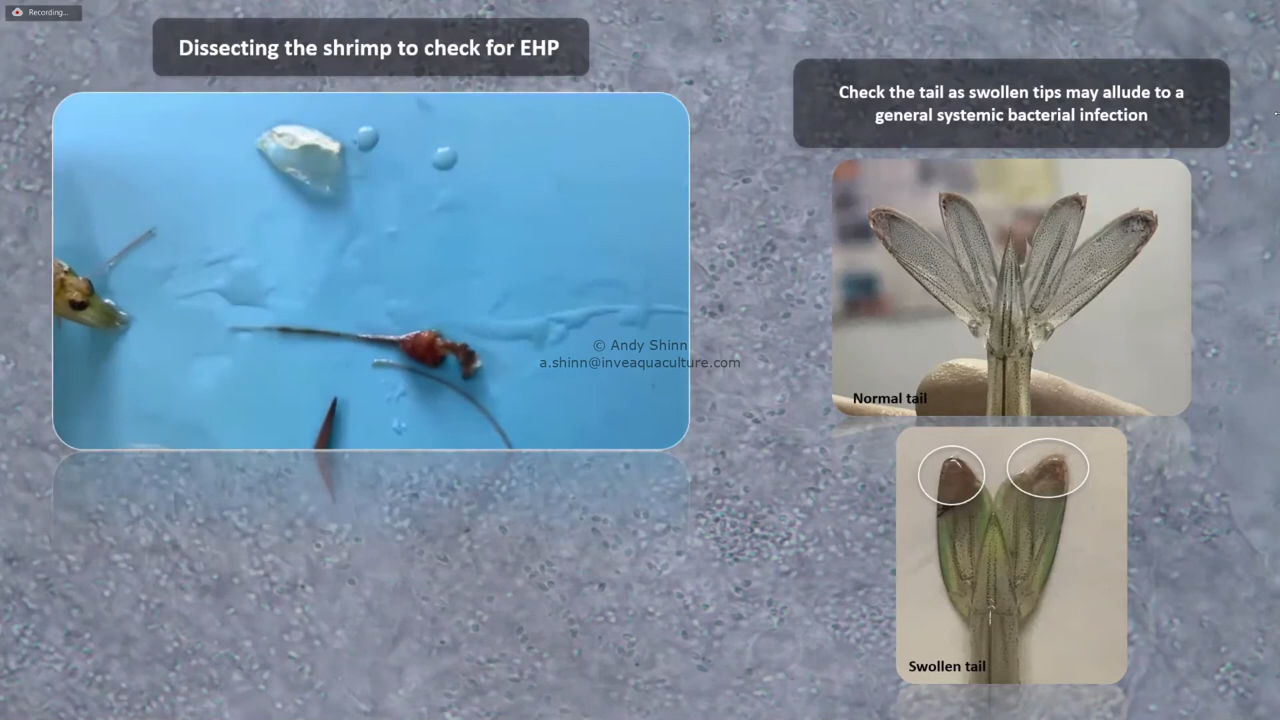 Recording...
Dissecting the shrimp to check for EHP
Check the tail as swollen tips may allude to a
general systemic bacterial infection
© Andy Shinn
a.shinn@inveaquaculture.com
Normal tail
Swollen tail